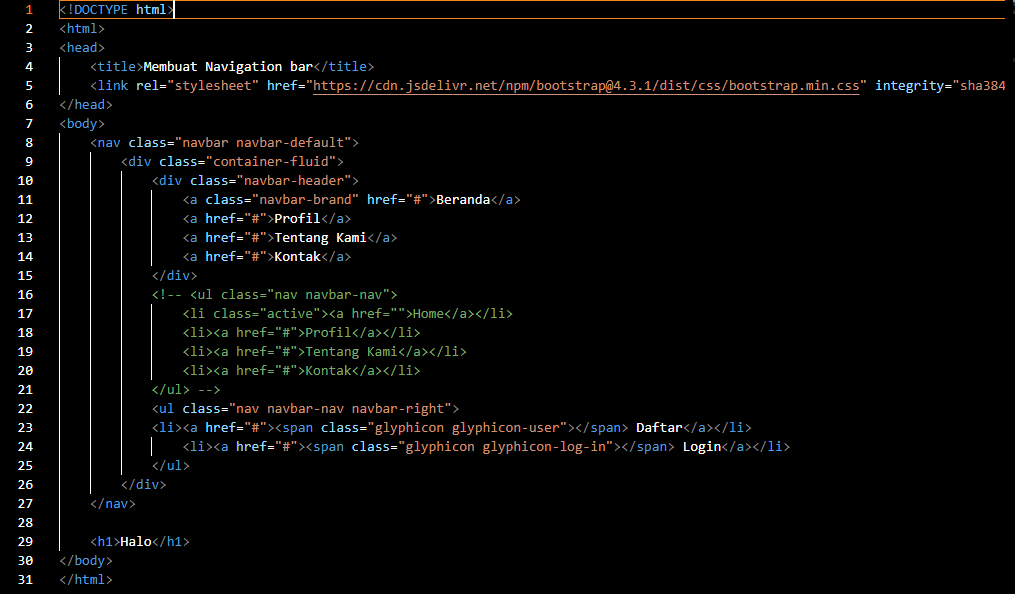 1 <!DOCTYPE html>
2 <html>
3 <head>
4 <title>Membuat Navigation bar</title>
5 <link rel="stylesheet" href="https://cdn.jsdelivr.net/npm/bootstrap@4.3.1/dist/css/bootstrap.min.css" integrity="sha384
6 </head>
7 <body>
8 <nav class="navbar navbar-default">
9 <div class="container-fluid">
10 <div class="navbar-header">
11 <a class="navbar-brand" href="#">Beranda</a>
12 <a href="#">Profil</a>
13 <a href="#">Tentang Kami</a>
14 <a href="#">Kontak</a>
15 </div>
16 <!-- <ul class="nav navbar-nav">
17 <li class="active"><a href="">Home</a></li>
18 <li><a href="#">Profil</a></li>
19 <li><a href="#">Tentang Kami</a></li>
20 <li><a href="#">Kontak</a></li>
21 </ul> -->
22 <ul class="nav navbar-nav navbar-right">
23 <li><a href="#"><span class="glyphicon glyphicon-user"></span> Daftar</a></li>
24 <li><a href="#"><span class="glyphicon glyphicon-log-in"></span> Login</a></li>
25 </ul>
26 </div>
27 </nav>
28
29 <h1>Halo</h1>
30 </body>
31 </html>